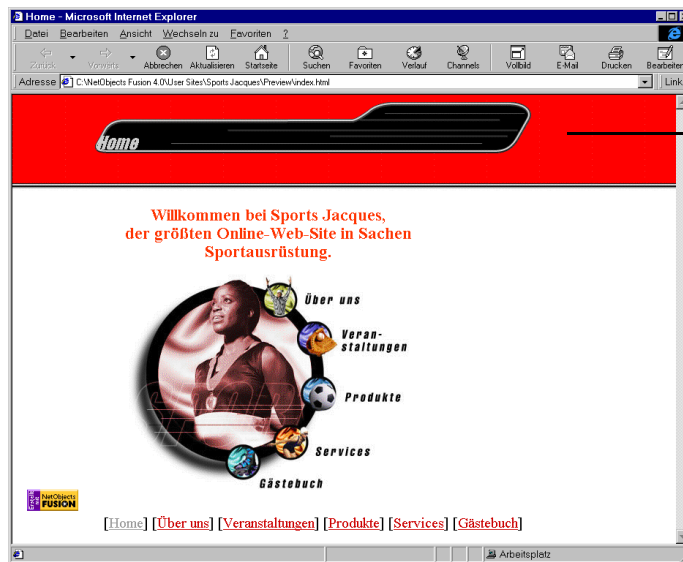 Home - Microsoft Internet Explorer
Datei Bearbeiten Ansicht Wechseln zu Favoriten ?
Zurück Vorwärts Abbrechen Aktualisieren Startseite Suchen Favoriten Verlauf Channels Vollbild E-Mail Drucken Bearbeiten
Adresse C:\NetObjects Fusion 4.0\User Sites\Sports Jacques\Preview\index.html Link
Home
Willkommen bei Sports Jacques,
der größten Online-Web-Site in Sachen
Sportausrüstung.
Über uns
Veran-
staltungen
Produkte
Services
Gästebuch
Erstellt mit NetObjects
FUSION
[Home] [Über uns] [Veranstaltungen] [Produkte] [Services] [Gästebuch]
Arbeitsplatz